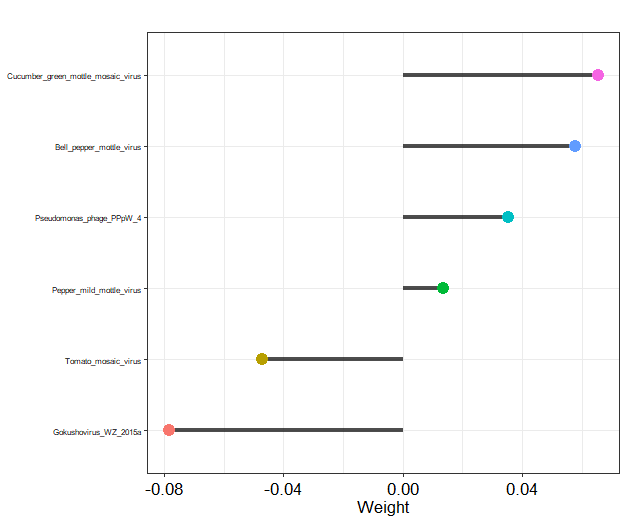 Cucumber_green_mottle_mosaic_virus
Bell_pepper_mottle_virus
Pseudomonas_phage_PPpW_4
Pepper_mild_mottle_virus
Tomato_mosaic_virus
Gokushovirus_WZ_2015a
-0.08 -0.04 0.00 0.04
Weight